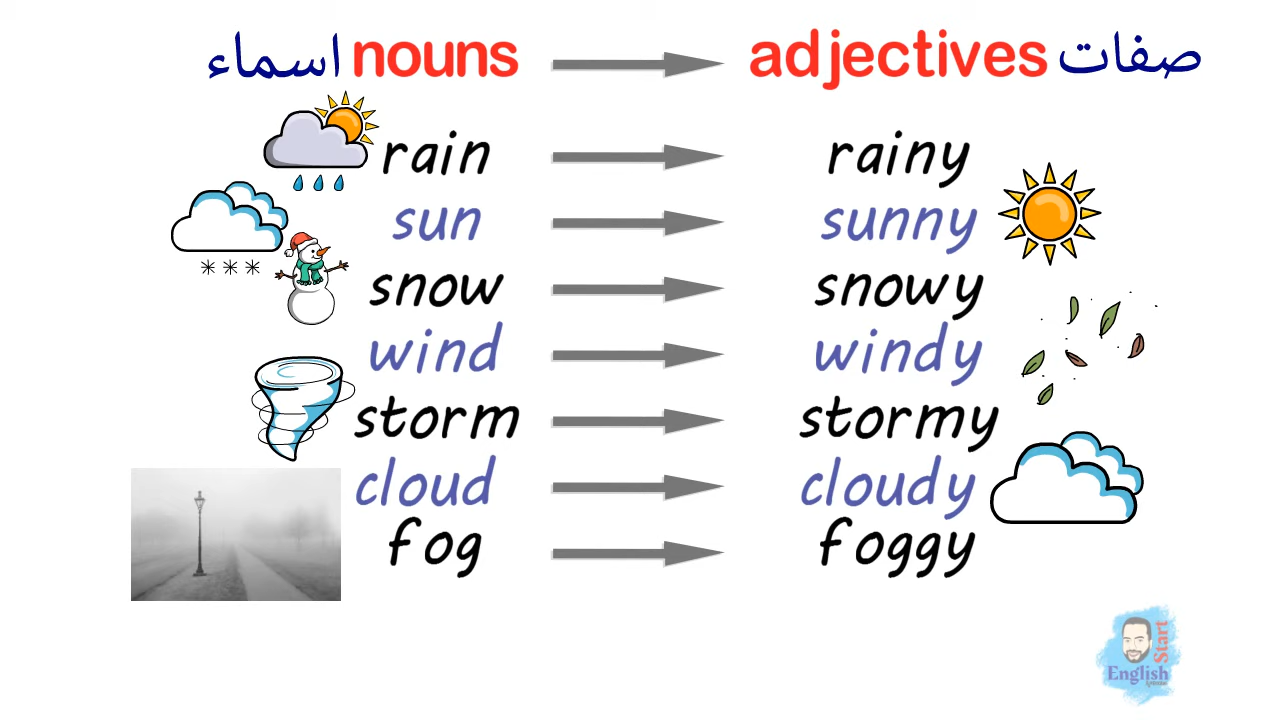 اسماء nouns adjectives صفات
rain rainy
sun sunny
snow snowy
wind windy
storm stormy
cloud cloudy
fog foggy
Start
English